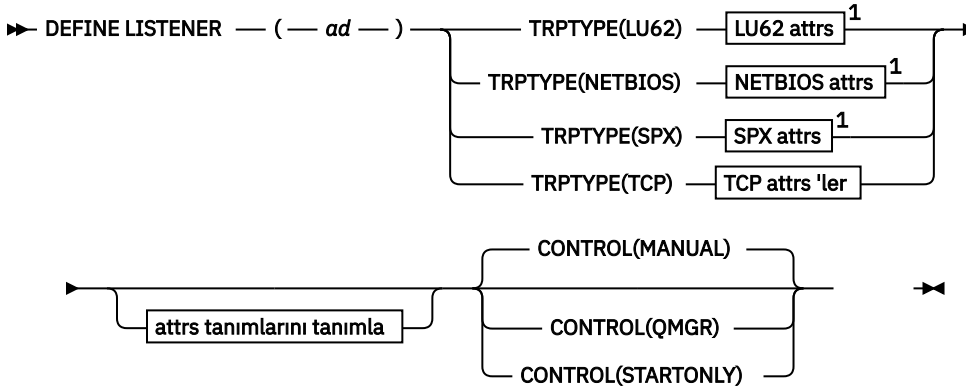 DEFINE LISTENER ( ad ) TRPTYPE(LU62) LU62 attrs 1
TRPTYPE(NETBIOS) NETBIOS attrs 1
TRPTYPE(SPX) SPX attrs 1
TRPTYPE(TCP) TCP attrs 'ler
CONTROL(MANUAL)
attrs tanımlarını tanımla
CONTROL(QMGR)
CONTROL(STARTONLY)